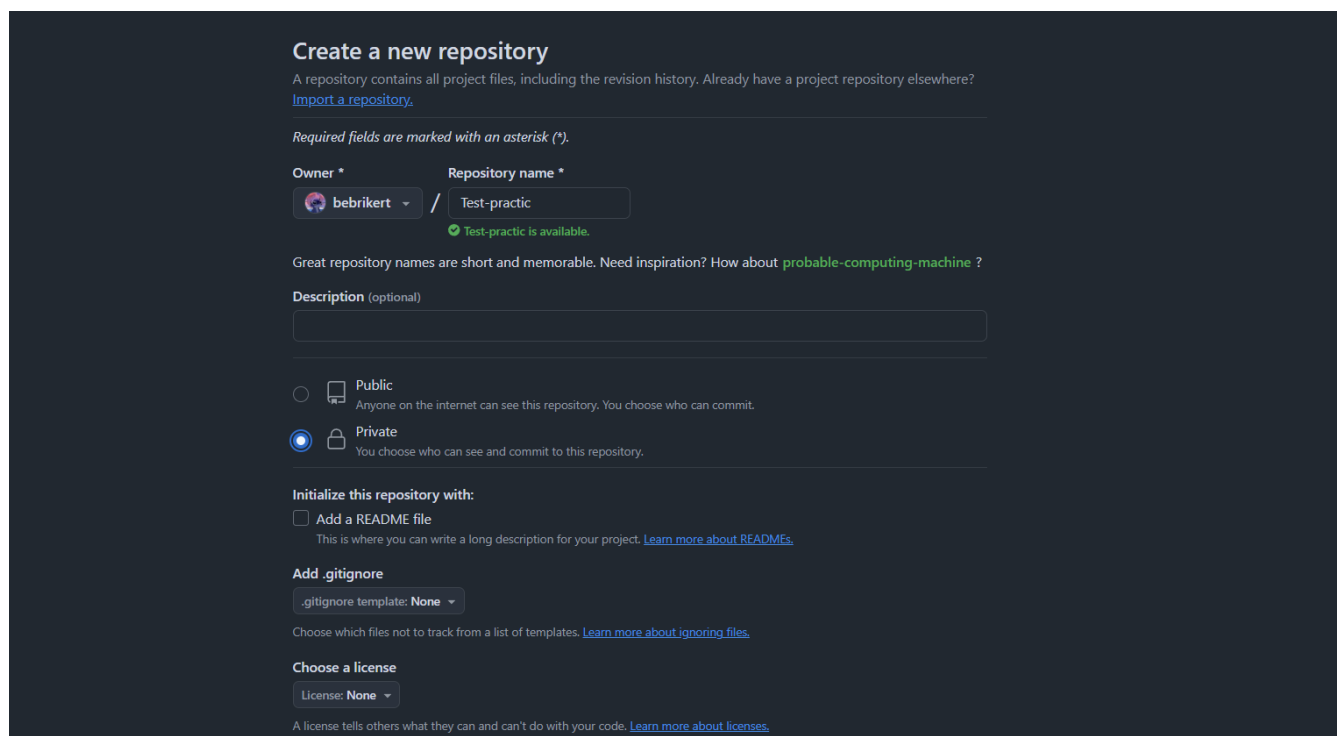 Create a new repository
A repository contains all project files, including the revision history. Already have a project repository elsewhere?
Import a repository.
Required fields are marked with an asterisk (*).
Owner * Repository name *
bebrikert / Test-practic
Test-practic is available.
Great repository names are short and memorable. Need inspiration? How about probable-computing-machine ?
Description (optional)
Public
Anyone on the internet can see this repository. You choose who can commit.
Private
You choose who can see and commit to this repository.
Initialize this repository with:
Add a README file
This is where you can write a long description for your project. Learn more about READMEs.
Add .gitignore
.gitignore template: None
Choose which files not to track from a list of templates. Learn more about ignoring files.
Choose a license
License: None
A license tells others what they can and can't do with your code. Learn more about licenses.